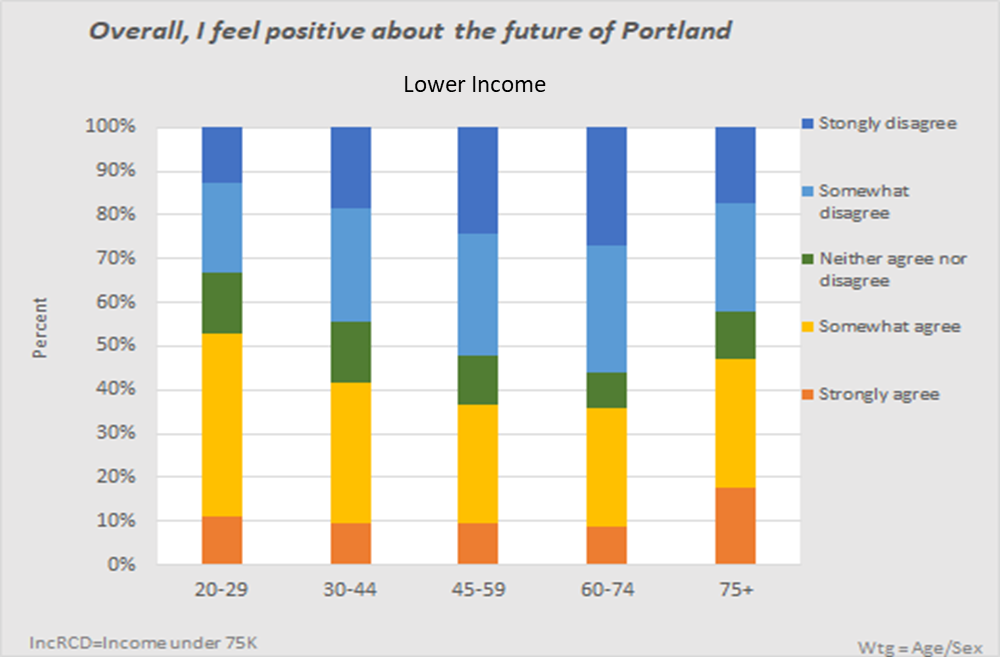 Overall, I feel positive about the future of Portland
Lower Income
100%
90%
80%
70%
60%
50%
40%
30%
20%
10%
0%
Percent
20-29
30-44
45-59
60-74
75+
Stongly disagree
Somewhat
disagree
Neither agree nor
disagree
Somewhat agree
Strongly agree
IncRCD=Income under 75K
Wtg = Age/Sex